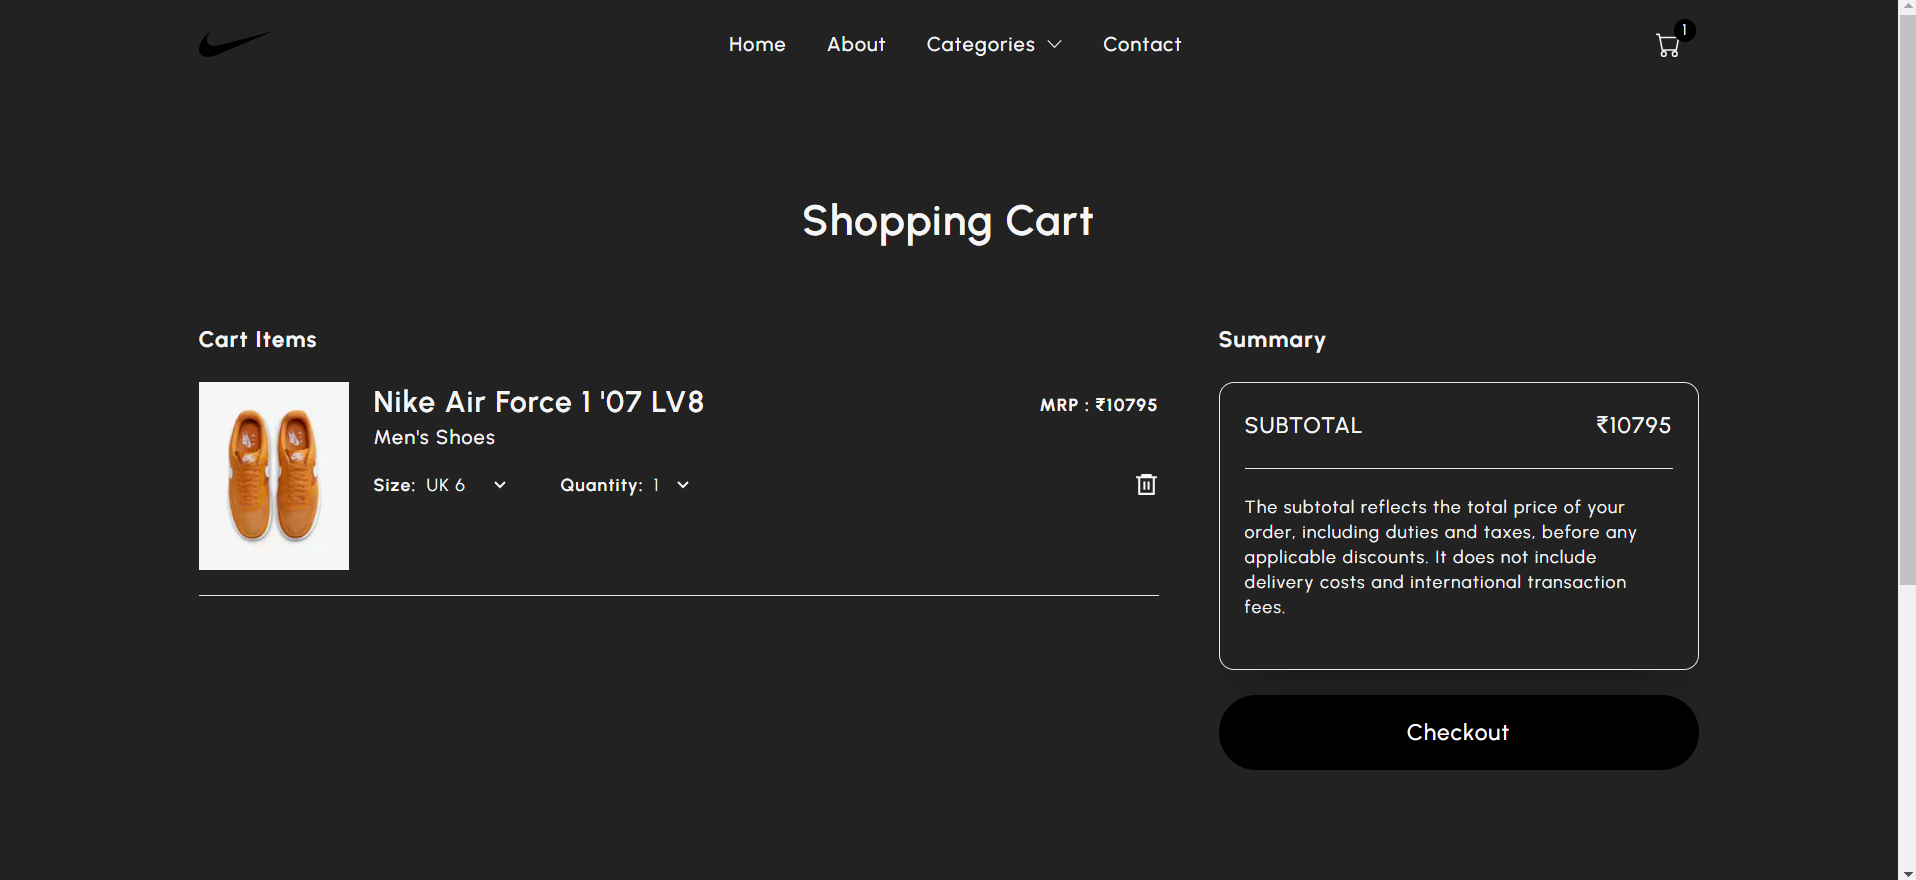 Home
About
Categories
Contact
1
Shopping Cart
Cart Items
Nike Air Force 1 '07 LV8
MRP : ₹10795
Men's Shoes
Size: UK 6
Quantity: 1
Summary
SUBTOTAL ₹10795
The subtotal reflects the total price of your
order, including duties and taxes, before any
applicable discounts. It does not include
delivery costs and international transaction
fees.
Checkout